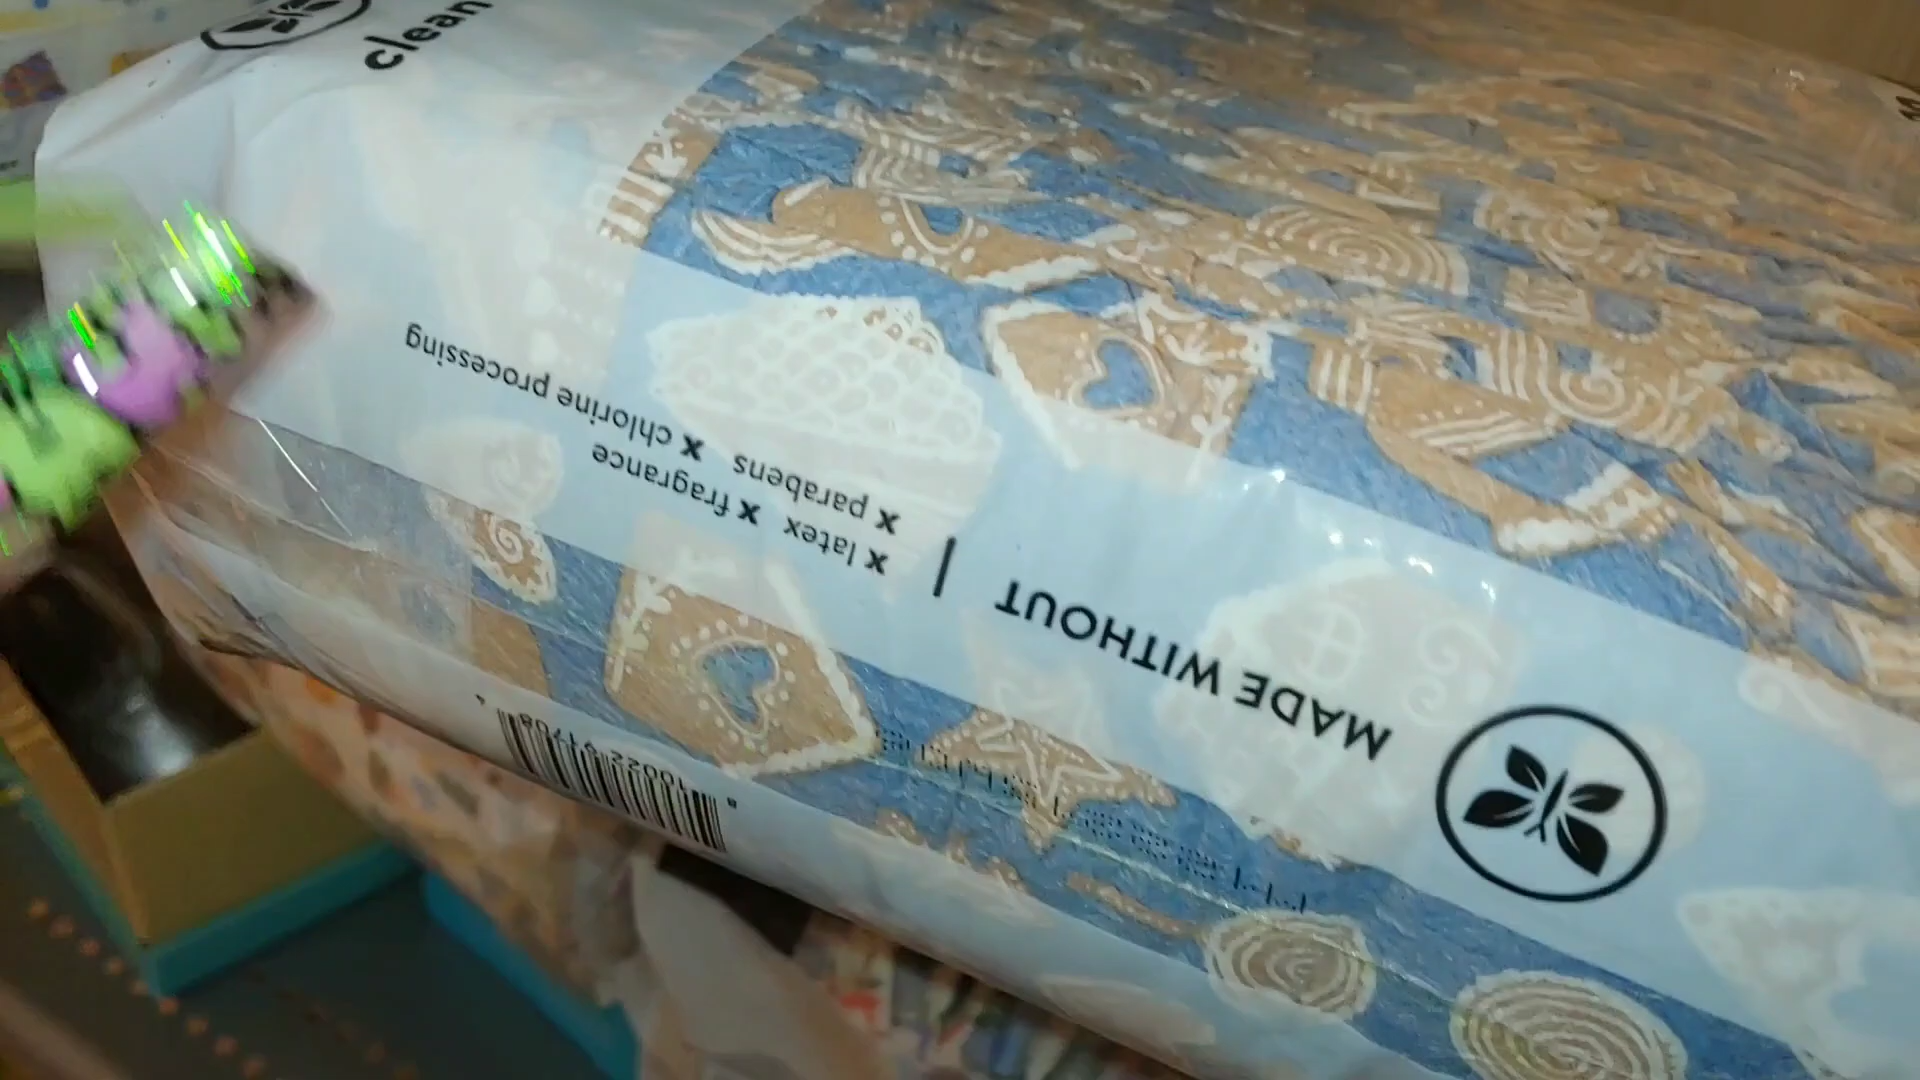 clean
MADE WITHOUT
x latex x fragrance
x parabens x chlorine processing